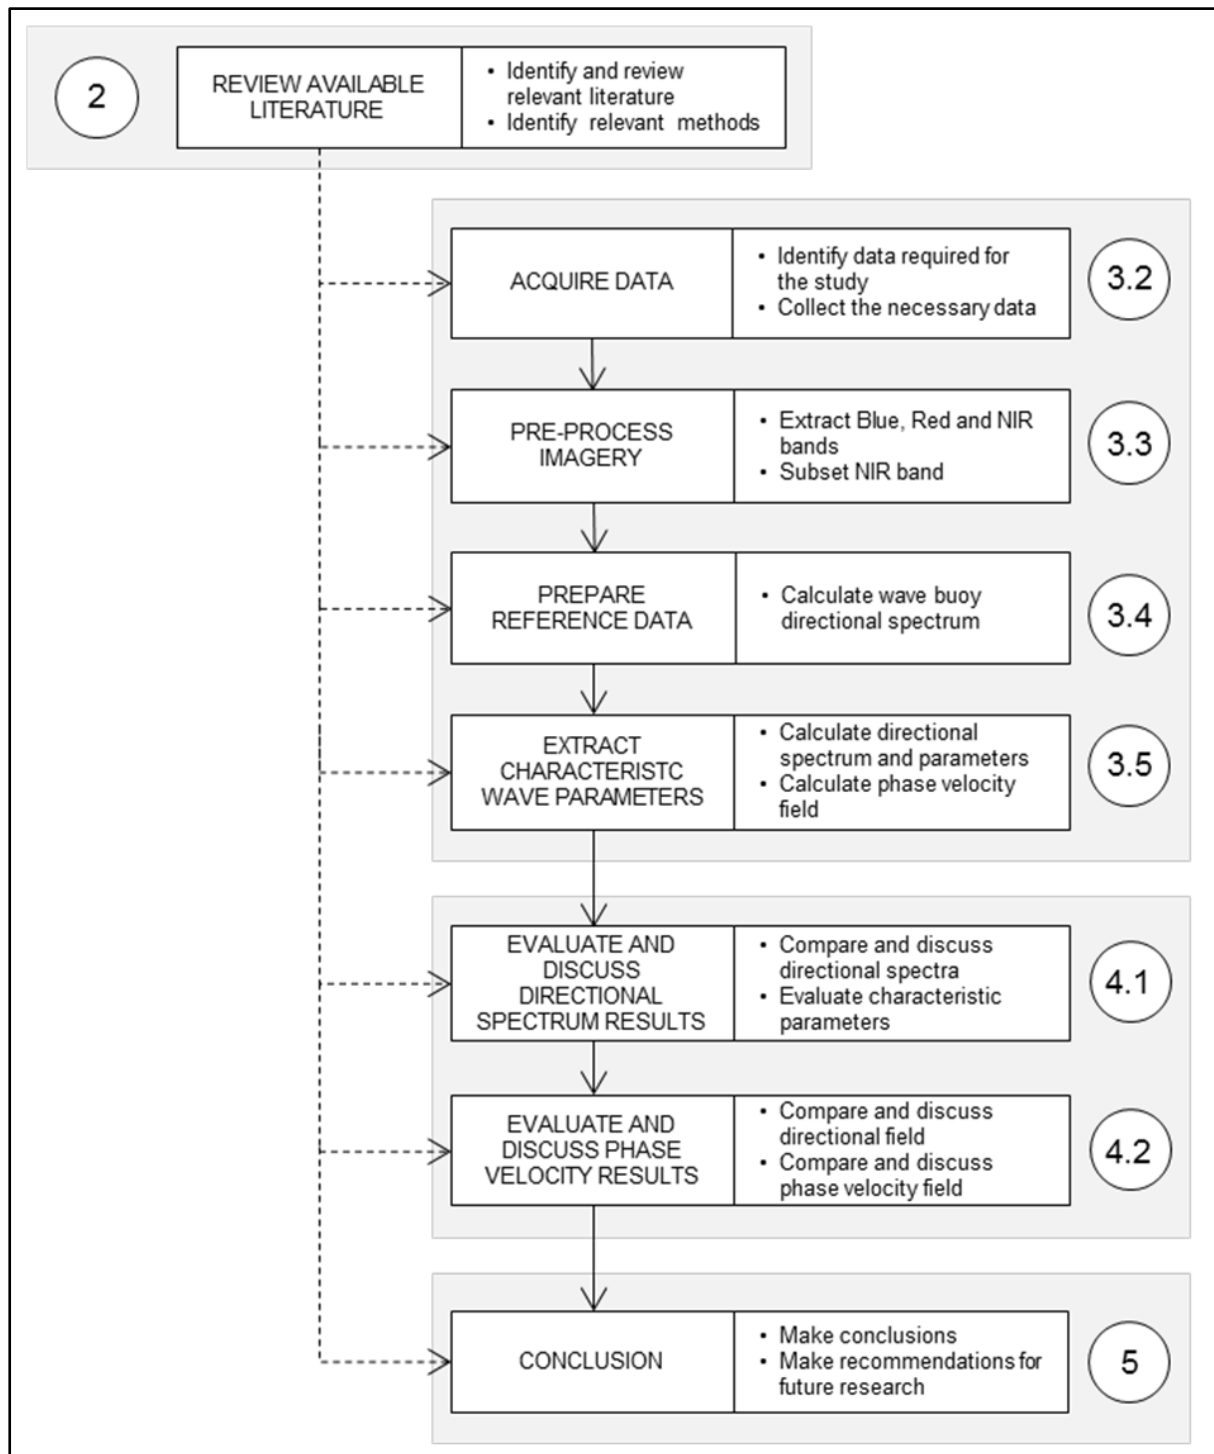 2
REVIEW AVAILABLE
LITERATURE
• Identify and review
relevant literature
• Identify relevant methods
ACQUIRE DATA
• Identify data required for
the study
• Collect the necessary data
3.2
PRE-PROCESS
IMAGERY
• Extract Blue, Red and NIR
bands
• Subset NIR band
3.3
PREPARE
REFERENCE DATA
• Calculate wave buoy
directional spectrum
3.4
EXTRACT
CHARACTERISTC
WAVE PARAMETERS
• Calculate directional
spectrum and parameters
• Calculate phase velocity
field
3.5
EVALUATE AND
DISCUSS
DIRECTIONAL
SPECTRUM RESULTS
• Compare and discuss
directional spectra
• Evaluate characteristic
parameters
4.1
EVALUATE AND
DISCUSS PHASE
VELOCITY RESULTS
• Compare and discuss
directional field
• Compare and discuss
phase velocity field
4.2
CONCLUSION
• Make conclusions
• Make recommendations for
future research
5